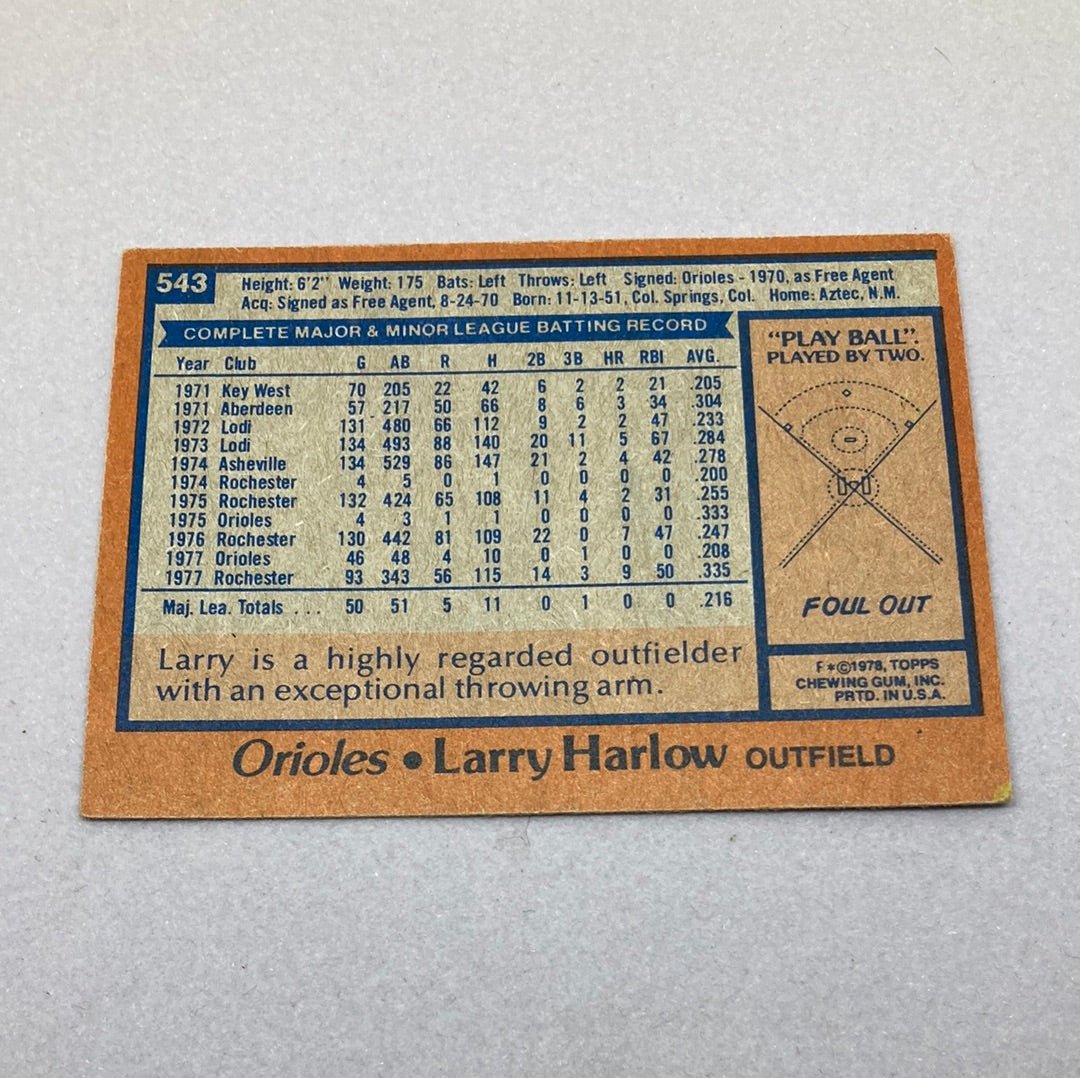 543
Height: 6'2" Weight: 175 Bats: Left Throws: Left Signed: Orioles - 1970, as Free Agent
Acq: Signed as Free Agent, 8-24-70 Born: 11-13-51, Col. Springs, Col. Home: Aztec, N.M.
COMPLETE MAJOR & MINOR LEAGUE BATTING RECORD
Year Club G AB R H 2B 3B HR RBI AVG.
1971 Key West 70 205 22 42 6 2 2 21 .205
1971 Aberdeen 57 217 50 66 8 6 3 34 .304
1972 Lodi 131 480 66 112 9 2 2 47 .233
1973 Lodi 134 493 88 140 20 11 5 67 .284
1974 Asheville 134 529 86 147 21 2 4 42 .278
1974 Rochester 4 5 0 1 0 0 0 0 .200
1975 Rochester 132 424 65 108 11 4 2 31 .255
1975 Orioles 4 3 1 1 0 0 0 0 .333
1976 Rochester 130 442 81 109 22 0 7 47 .247
1977 Orioles 46 48 4 10 0 1 0 0 .208
1977 Rochester 93 343 56 115 14 3 9 50 .335
Maj. Lea. Totals . . . 50 51 5 11 0 1 0 0 .216
Larry is a highly regarded outfielder
with an exceptional throwing arm.
"PLAY BALL".
PLAYED BY TWO.
FOUL OUT
F*©1978, TOPPS
CHEWING GUM, INC.
PRTD. IN U.S.A.
Orioles • Larry Harlow OUTFIELD